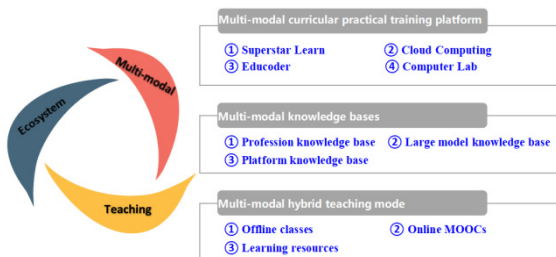 Multi-modal
Ecosystem
Teaching
Multi-modal curricular practical training platform
① Superstar Learn ② Cloud Computing
③ Educoder ④ Computer Lab
Multi-modal knowledge bases
① Profession knowledge base ② Large model knowledge base
③ Platform knowledge base
Multi-modal hybrid teaching mode
① Offline classes ② Online MOOCs
③ Learning resources